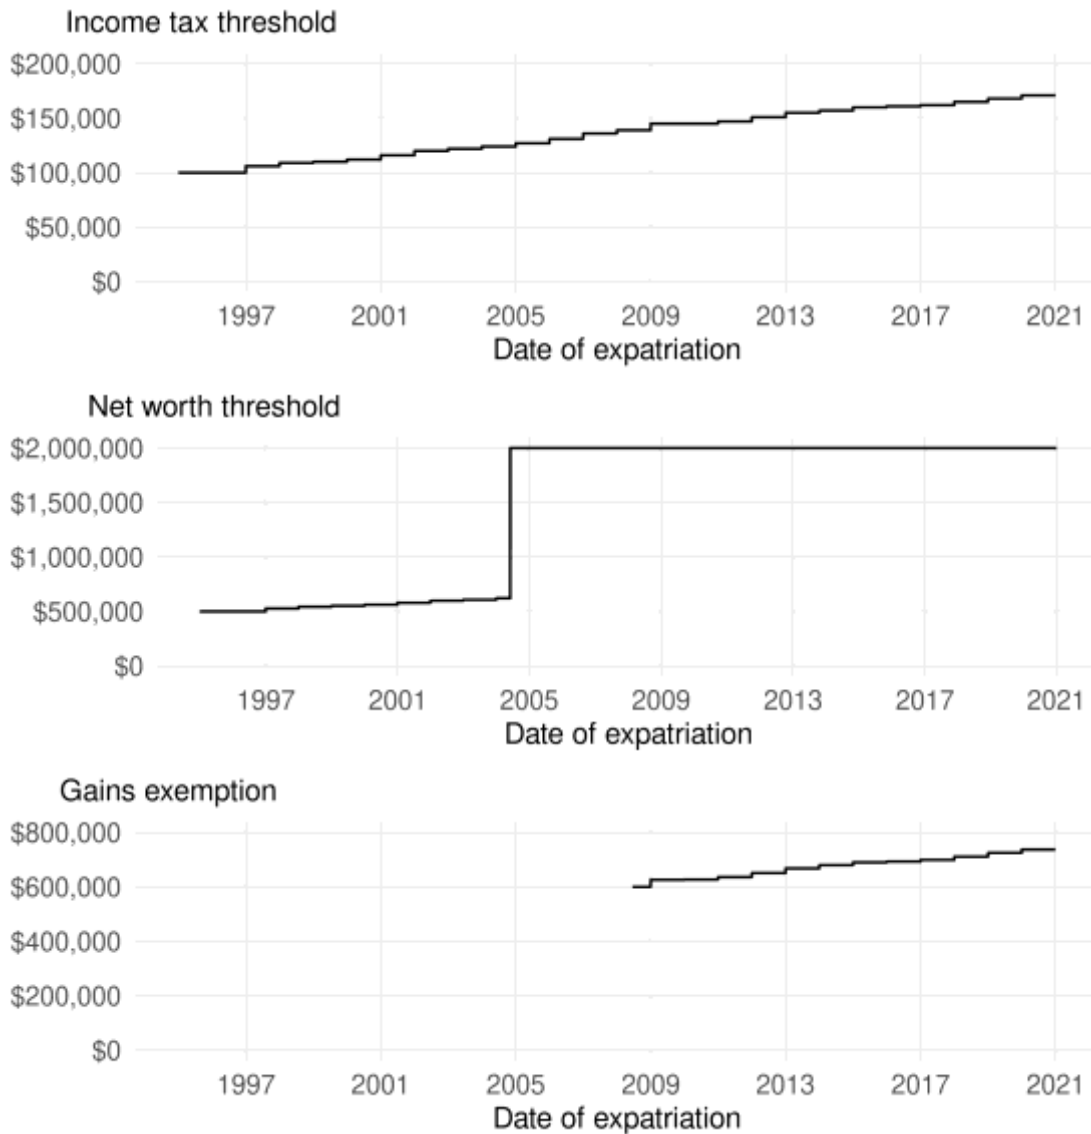 Income tax threshold
$200,000
$150,000
$100,000
$50,000
$0
1997 2001 2005 2009 2013 2017 2021
Date of expatriation
Net worth threshold
$2,000,000
$1,500,000
$1,000,000
$500,000
$0
1997 2001 2005 2009 2013 2017 2021
Date of expatriation
Gains exemption
$800,000
$600,000
$400,000
$200,000
$0
1997 2001 2005 2009 2013 2017 2021
Date of expatriation